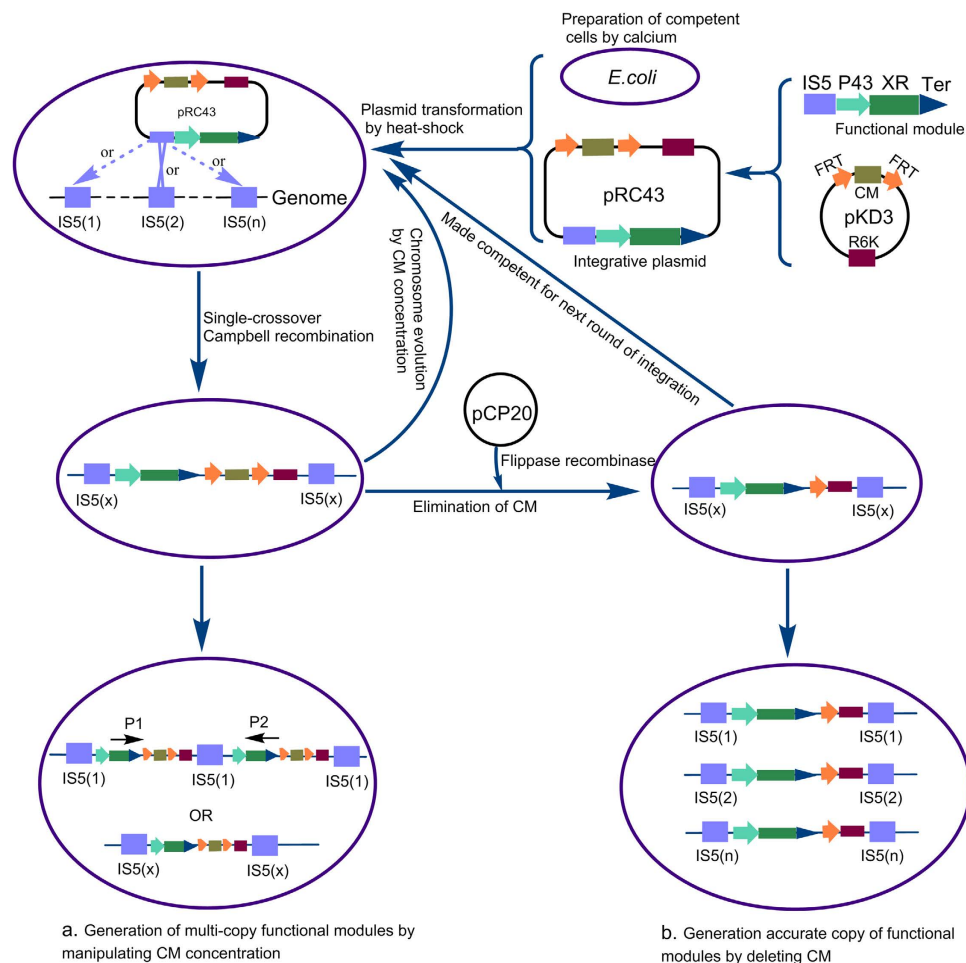 Preparation of competent
cells by calcium
E.coli
Plasmid transformation
by heat-shock
IS5 P43 XR Ter
Functional module
FRT
FRT
CM
pKD3
R6K
pRC43
Integrative plasmid
pRC43
or
or
or
Genome
IS5(1)
IS5(2)
IS5(n)
Single-crossover
Campbell recombination
Chromosome evolution
by CM concentration
Made competent for next round of integration
pCP20
Flippase recombinase
Elimination of CM
IS5(x)
IS5(x)
IS5(x)
IS5(x)
P1
P2
IS5(1)
IS5(1)
IS5(1)
OR
IS5(x)
IS5(x)
IS5(1)
IS5(1)
IS5(2)
IS5(2)
IS5(n)
IS5(n)
a. Generation of multi-copy functional modules by
manipulating CM concentration
b. Generation accurate copy of functional
modules by deleting CM